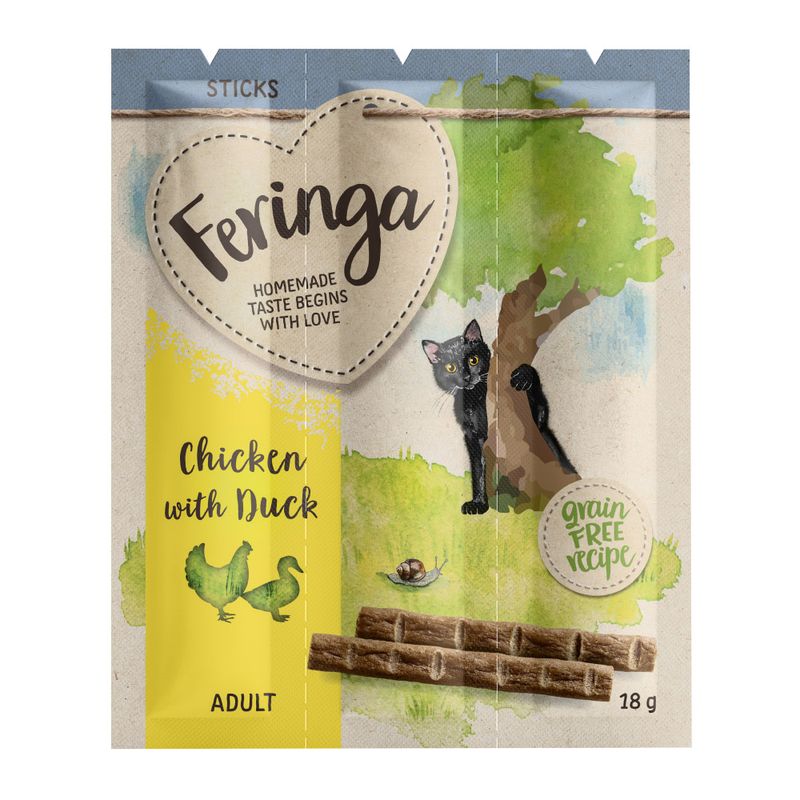 STICKS
Feringa
HOMEMADE
TASTE BEGINS
WITH LOVE
Chicken
with Duck
grain
FREE
recipe
ADULT
18 g